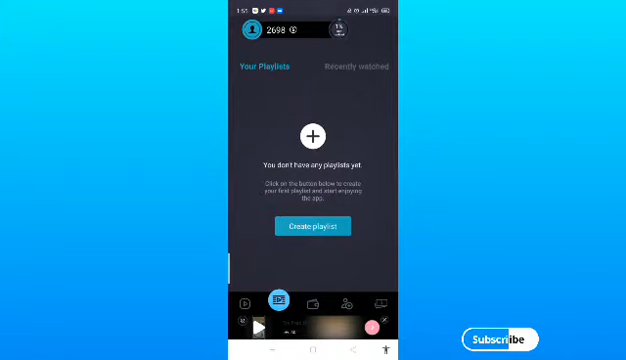 2698
Your Playlists
Recently watched
You don't have any playlists yet.
Click on the button below to create
your first playlist and start enjoying
the app.
Create playlist
Subscribe